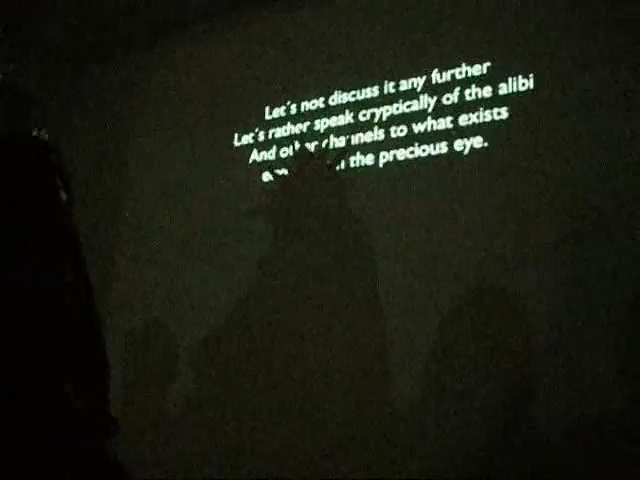 Let's not discuss it any further
Let's rather speak cryptically of the alibi
And other channels to what exists
the precious eye.